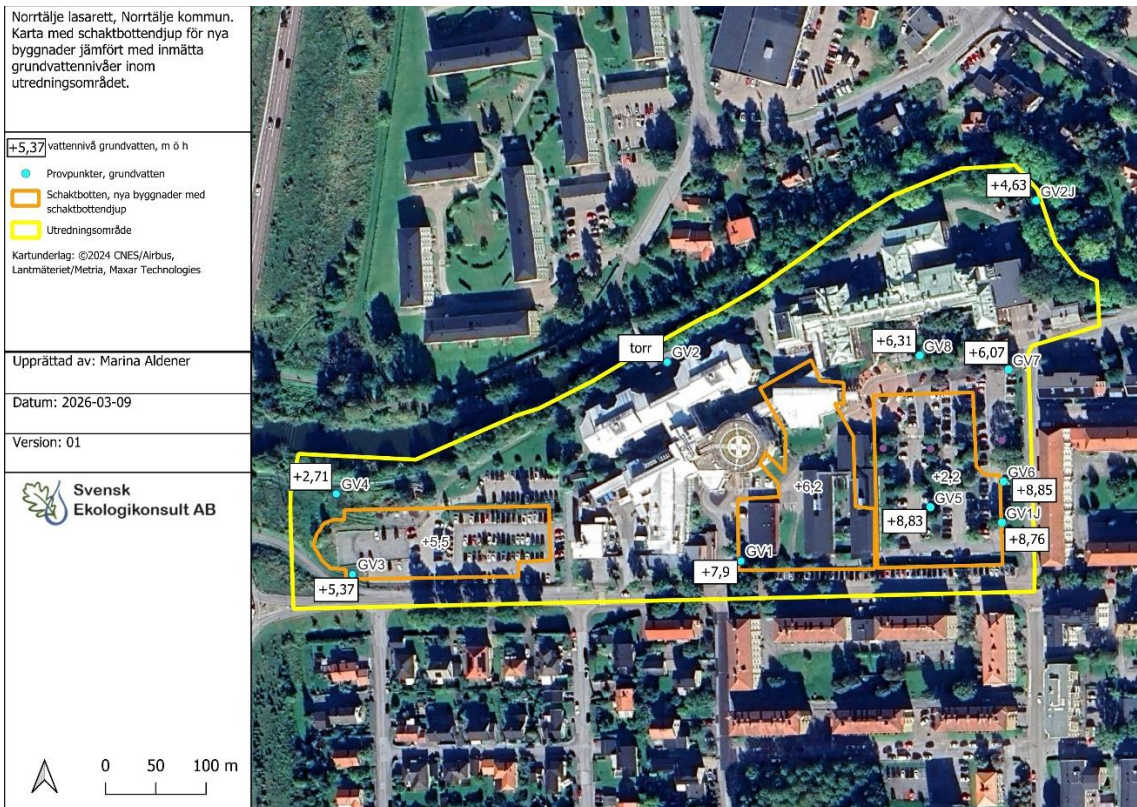 Norrtälje lasarett, Norrtälje kommun.
Karta med schaktbottendjup för nya
byggnader jämfört med inmätta
grundvattennivåer inom
utredningsområdet.
+5,37 vattennivå grundvatten, m ö h
Provpunkter, grundvatten
Schaktbotten, nya byggnader med
schaktbottendjup
Utredningsområde
Kartunderlag: ©2024 CNES/Airbus,
Lantmäteriet/Metria, Maxar Technologies
Upprättad av: Marina Aldener
Datum: 2026-03-09
Version: 01
Svensk
Ekologikonsult AB
0 50 100 m
+4,63
GV2J
torr
GV2
+6,31
GV8
+6,07
GV7
+2,71
GV4
+5,5
GV3
+5,37
+6,2
GV1
+7,9
+2,2
GV5
+8,83
GV6
+8,85
GV1J
+8,76